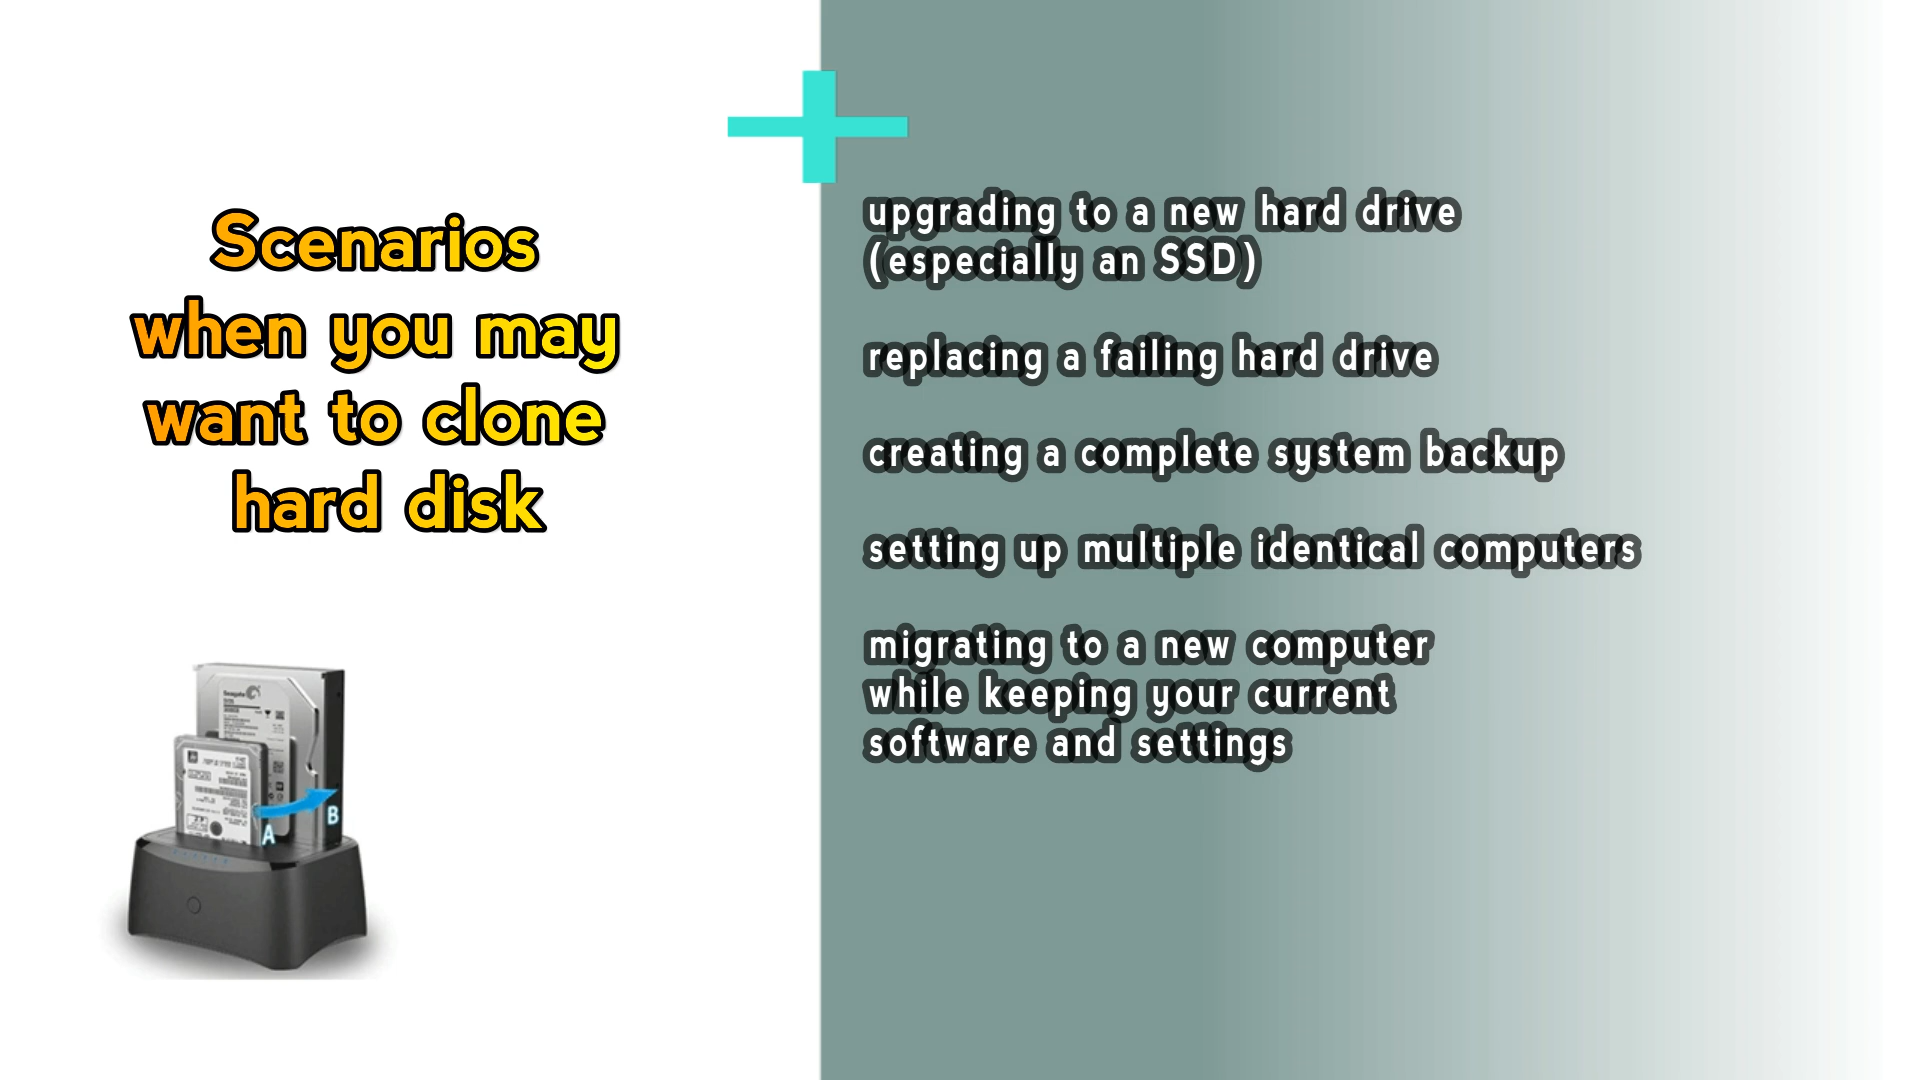 Scenarios
when you may
want to clone
hard disk
upgrading to a new hard drive
(especially an SSD)
replacing a failing hard drive
creating a complete system backup
setting up multiple identical computers
migrating to a new computer
while keeping your current
software and settings
Seagate
A
B